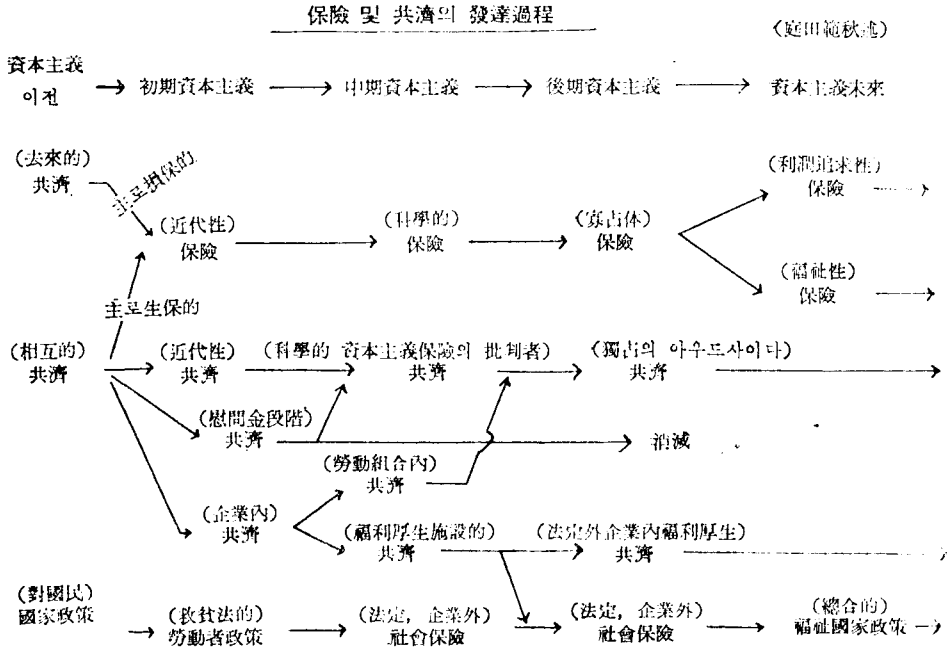 保險 및 共濟의 發達過程
(庭田範秋述)
資本主義
이전
初期資本主義
中期資本主義
後期資本主義
資本主義未來
(去來的)
共濟
主로損保的
(利潤追求性)
保險
(近代性)
保險
(科學的)
保險
(寡占体)
保險
(福祉性)
保險
主로生保的
(相互的)
共濟
(近代性)
共濟
(科學的 資本主義保險의 批判者)
共濟
(獨占의 아우트사이다)
共濟
(慰問金段階)
共濟
消滅
(勞動組合內)
共濟
(企業內)
共濟
(福利厚生施設的)
共濟
(法定外企業內福利厚生)
共濟
(對國民)
國家政策
(救貧法的)
勞動者政策
(法定, 企業外)
社會保險
(法定, 企業外)
社會保險
(總合的)
福祉國家政策